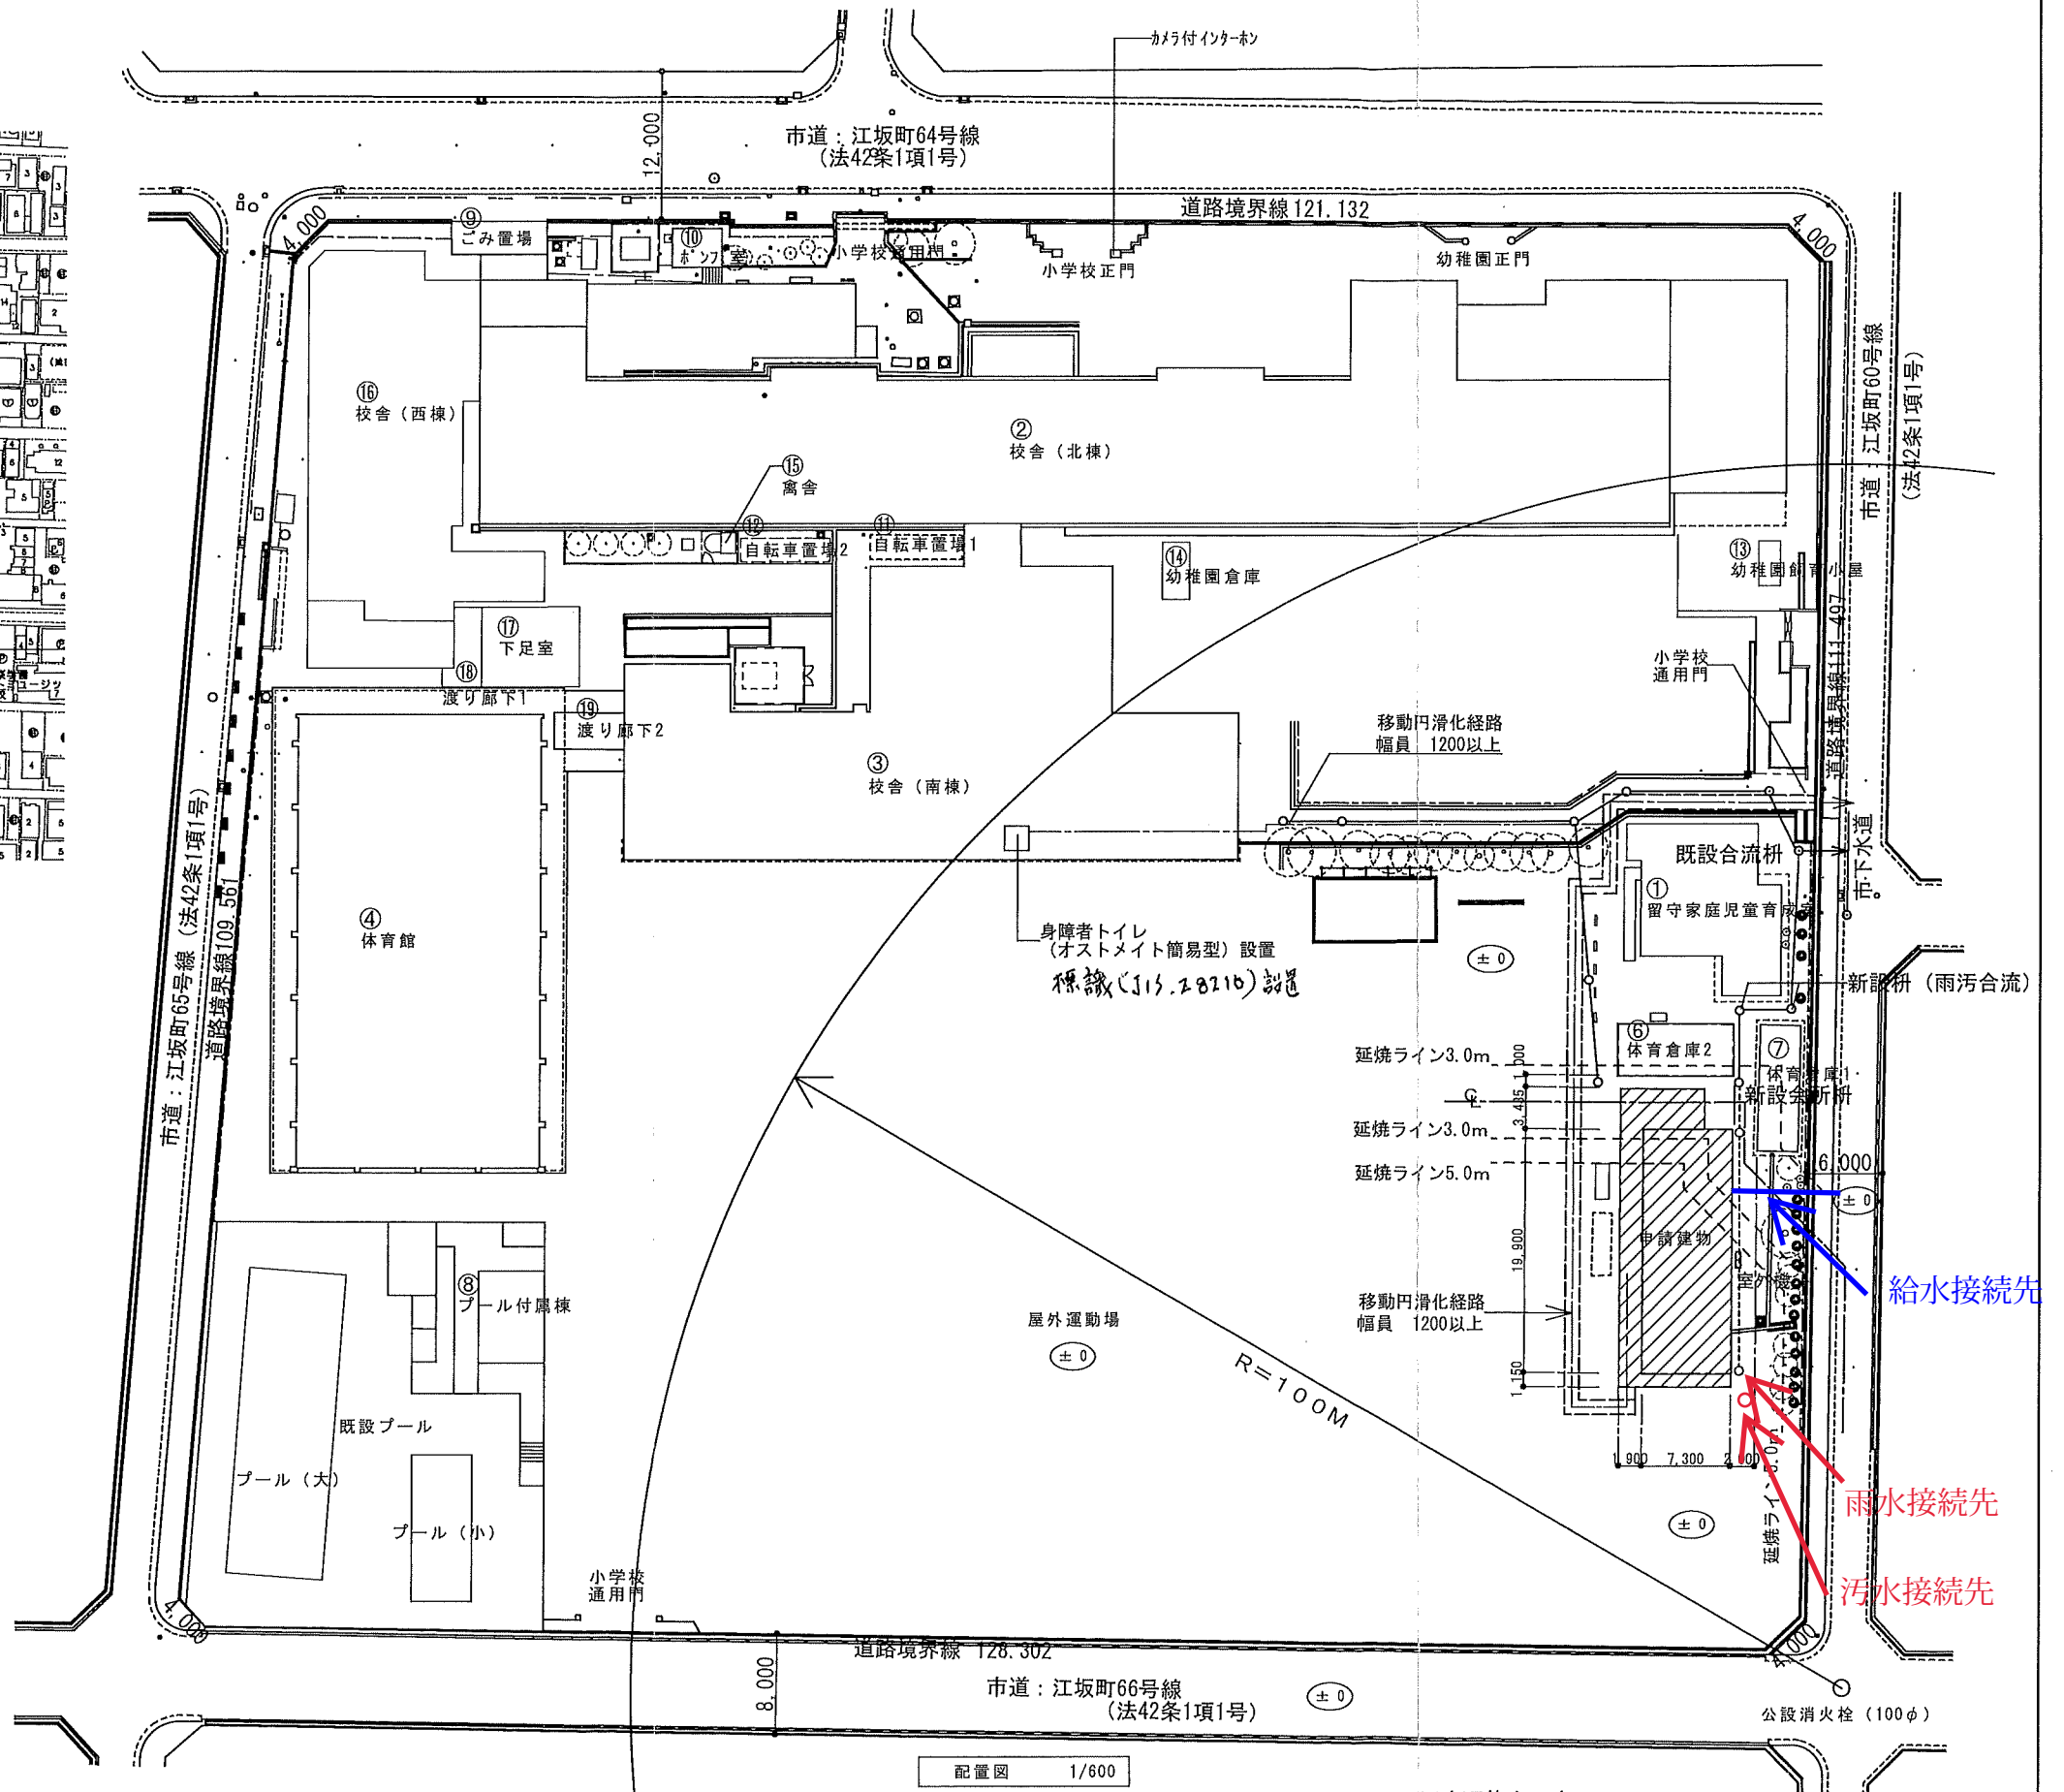 カメラ付インターホン
12,000
市道：江坂町64号線
(法42条1項1号)
道路境界線121.132
4,000
4,000
⑨
ごみ置場
⑩
ポンプ室
小学校通用門
小学校正門
幼稚園正門
市道：江坂町60号線
(法42条1項1号)
⑯
校舎（西棟）
②
校舎（北棟）
⑮
禽舎
⑫
自転車置場2
⑪
自転車置場1
⑭
幼稚園倉庫
⑬
幼稚園飼育小屋
道路境界線111.497
⑰
下足室
⑱
渡り廊下1
⑲
渡り廊下2
小学校
通用門
移動円滑化経路
幅員　1200以上
③
校舎（南棟）
既設合流枡
市下水道
①
留守家庭児童育成室
市道：江坂町65号線（法42条1項1号）
道路境界線109.561
④
体育館
身障者トイレ
（オストメイト簡易型）設置
標識(JIS.Z8210)設置
±0
新設枡（雨汚合流）
⑥
体育倉庫2
⑦
体育倉庫1
新設会所枡
延焼ライン3.0m
1,000
3,435
延焼ライン3.0m
延焼ライン5.0m
6,000
±0
19,900
申請建物
室外機
給水接続先
⑧
プール付属棟
屋外運動場
±0
移動円滑化経路
幅員　1200以上
1,150
R=100M
既設プール
プール（大）
プール（小）
1,900
7,300
延焼ライン5.0m
雨水接続先
±0
汚水接続先
小学校
通用門
4,000
4,000
道路境界線 128.302
8,000
市道：江坂町66号線
(法42条1項1号)
±0
公設消火栓（100φ）
配置図　1/600